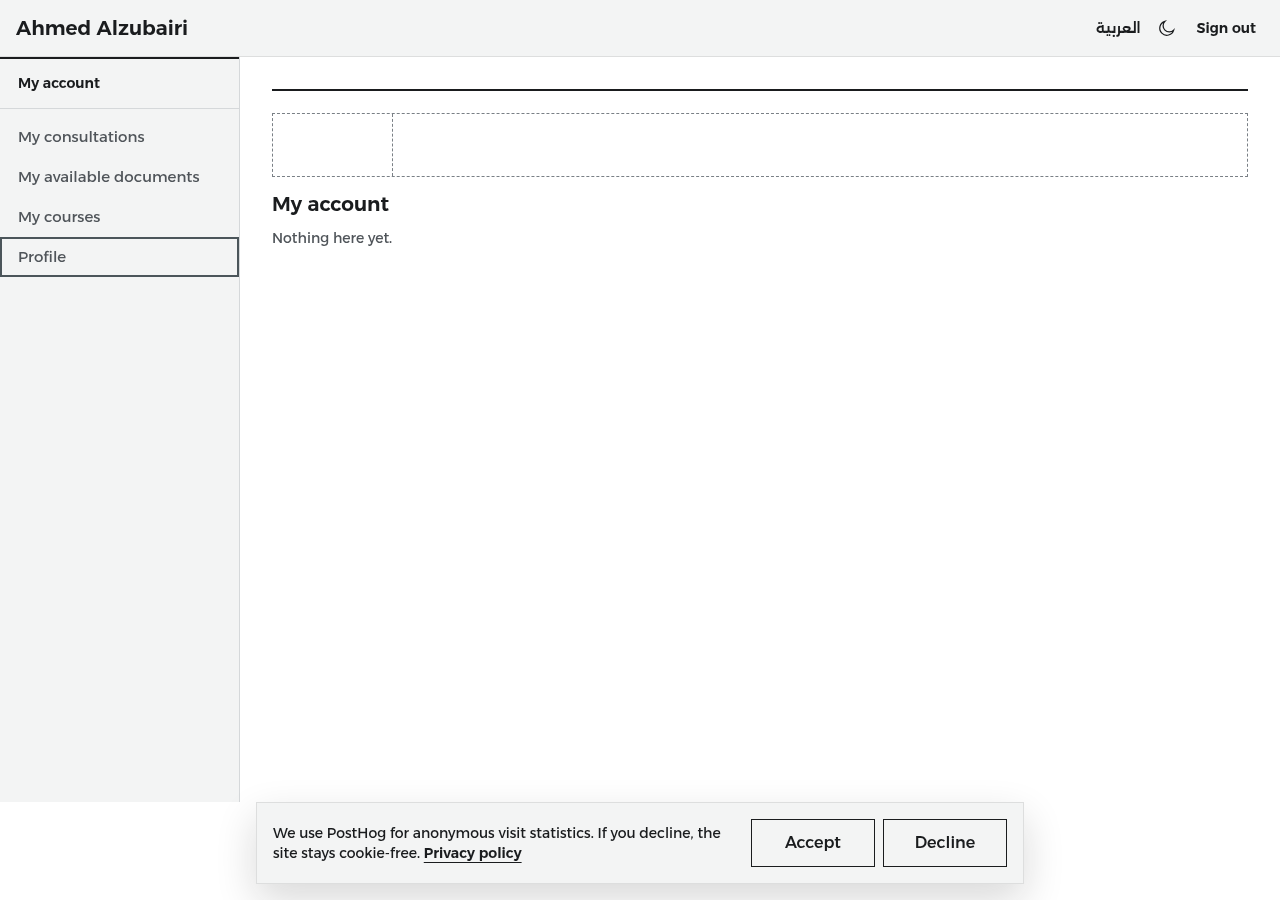 Ahmed Alzubairi
العربية
Sign out
My account
My consultations
My available documents
My courses
Profile
My account
Nothing here yet.
We use PostHog for anonymous visit statistics. If you decline, the
site stays cookie-free. Privacy policy
Accept
Decline